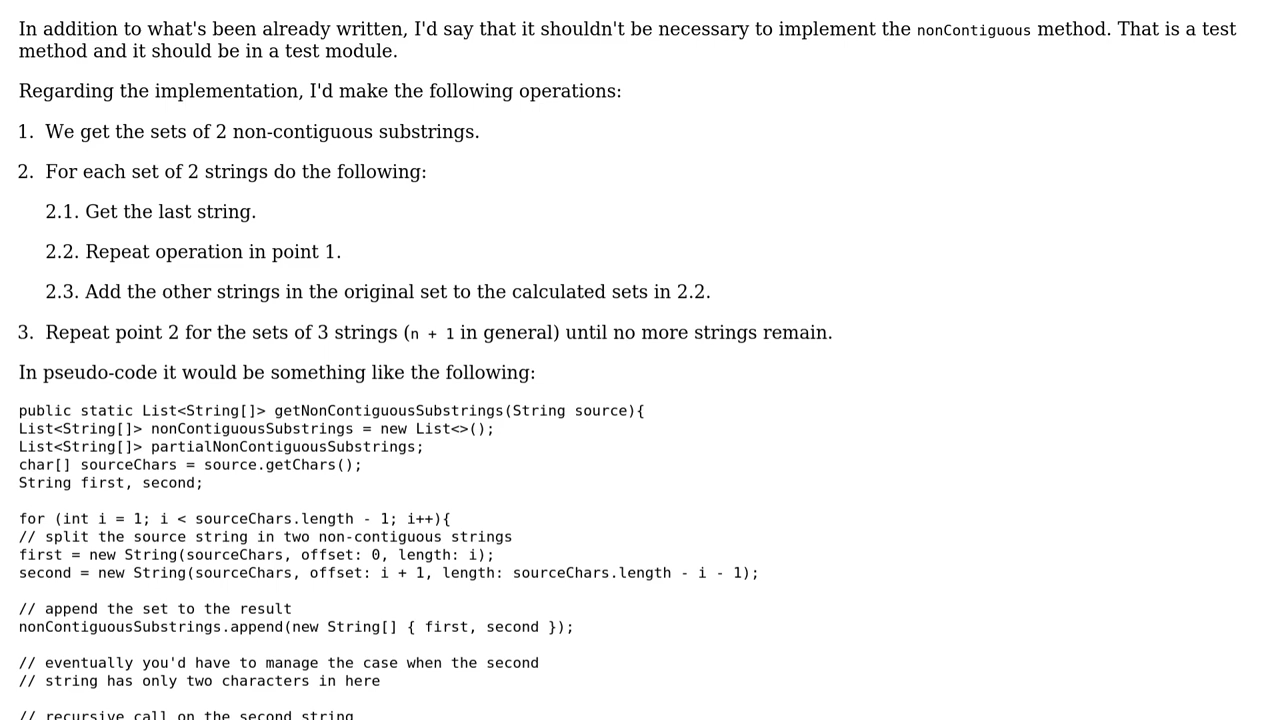 In addition to what's been already written, I'd say that it shouldn't be necessary to implement the nonContiguous method. That is a test
method and it should be in a test module.
Regarding the implementation, I'd make the following operations:
1. We get the sets of 2 non-contiguous substrings.
2. For each set of 2 strings do the following:
2.1. Get the last string.
2.2. Repeat operation in point 1.
2.3. Add the other strings in the original set to the calculated sets in 2.2.
3. Repeat point 2 for the sets of 3 strings (n + 1 in general) until no more strings remain.
In pseudo-code it would be something like the following:
public static List<String[]> getNonContiguousSubstrings(String source){
List<String[]> nonContiguousSubstrings = new List<>();
List<String[]> partialNonContiguousSubstrings;
char[] sourceChars = source.getChars();
String first, second;
for (int i = 1; i < sourceChars.length - 1; i++){
// split the source string in two non-contiguous strings
first = new String(sourceChars, offset: 0, length: i);
second = new String(sourceChars, offset: i + 1, length: sourceChars.length - i - 1);
// append the set to the result
nonContiguousSubstrings.append(new String[] { first, second });
// eventually you'd have to manage the case when the second
// string has only two characters in here
// recursive call on the second string